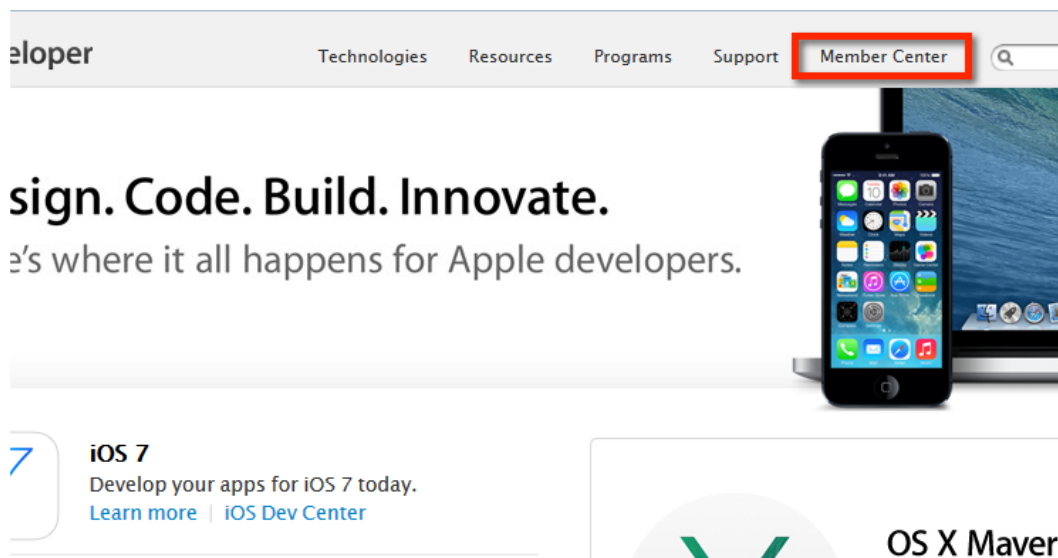 eloper
Technologies Resources Programs Support Member Center
sign. Code. Build. Innovate.
e's where it all happens for Apple developers.
iOS 7
7
Develop your apps for iOS 7 today.
Learn more | iOS Dev Center
OS X Maver